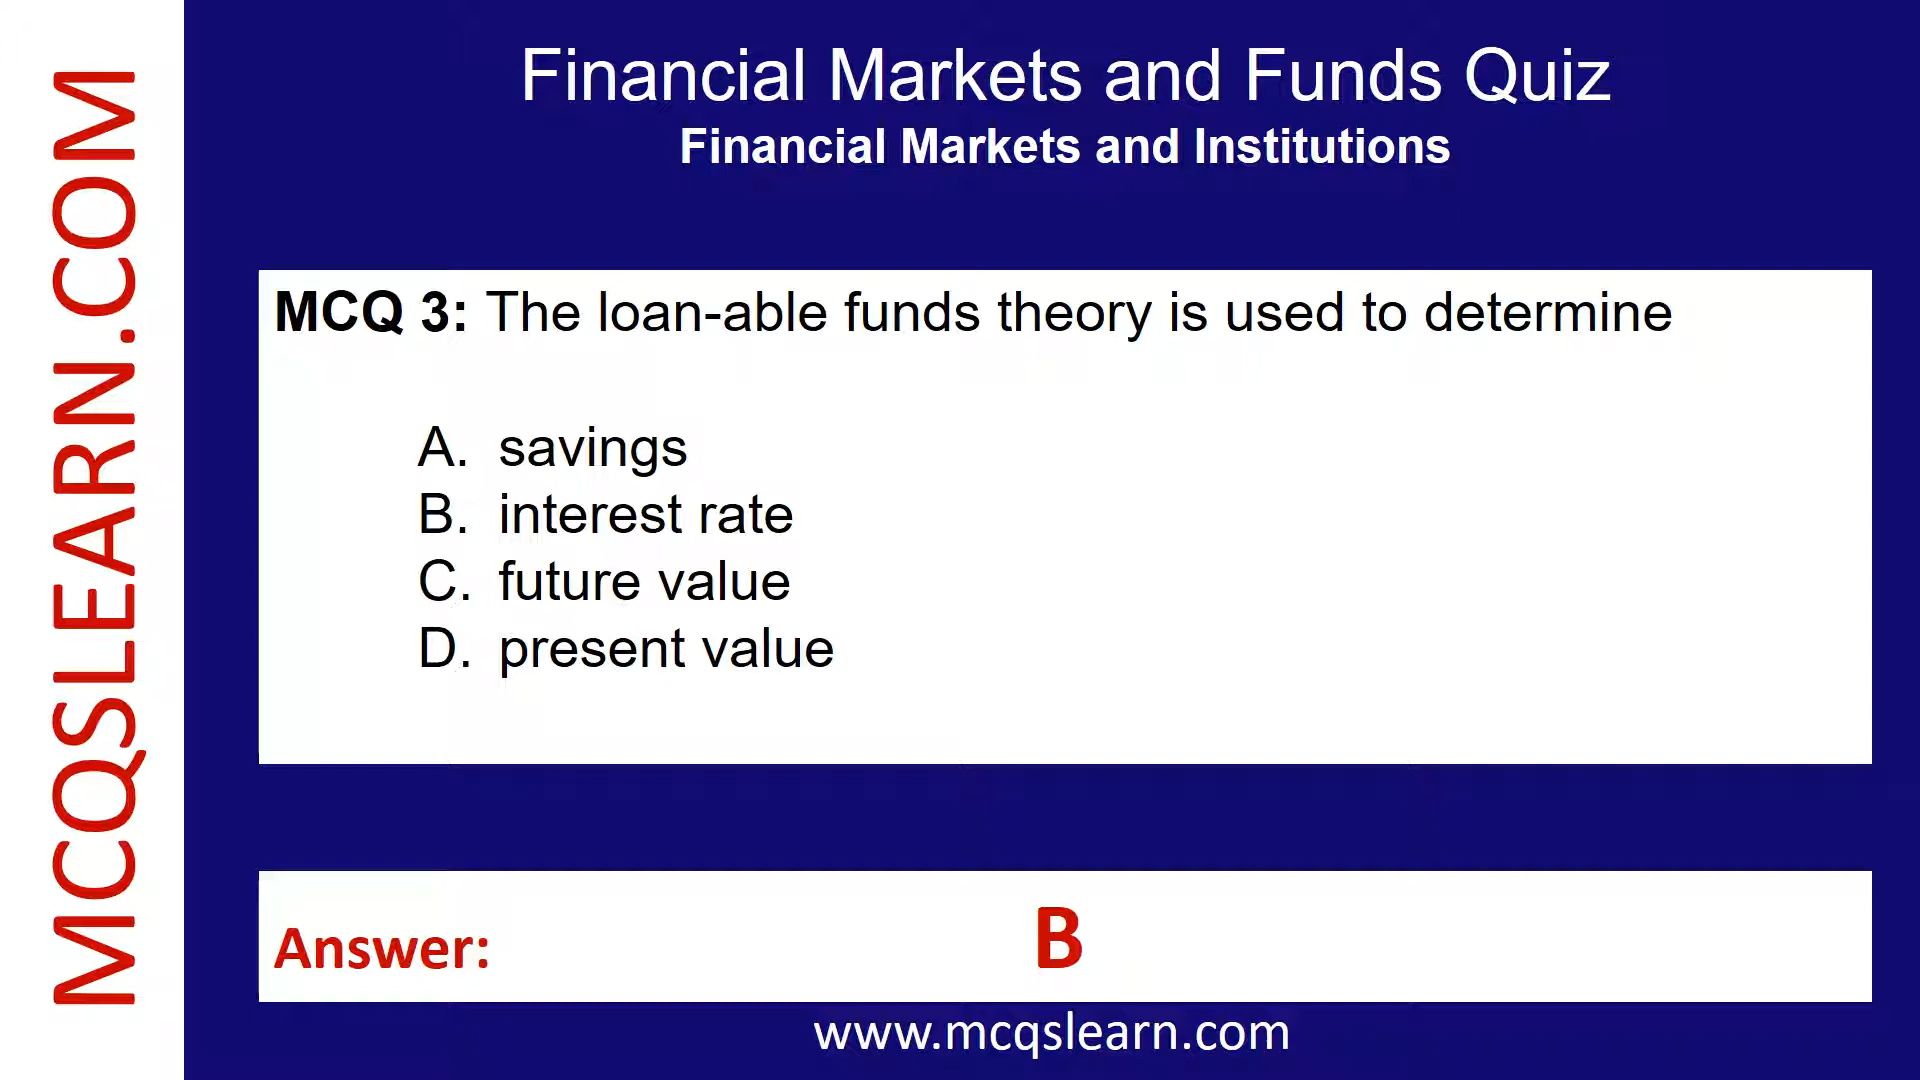 MCQSLEARN.COM
Financial Markets and Funds Quiz
Financial Markets and Institutions
MCQ 3: The loan-able funds theory is used to determine
A. savings
B. interest rate
C. future value
D. present value
Answer: B
www.mcqslearn.com